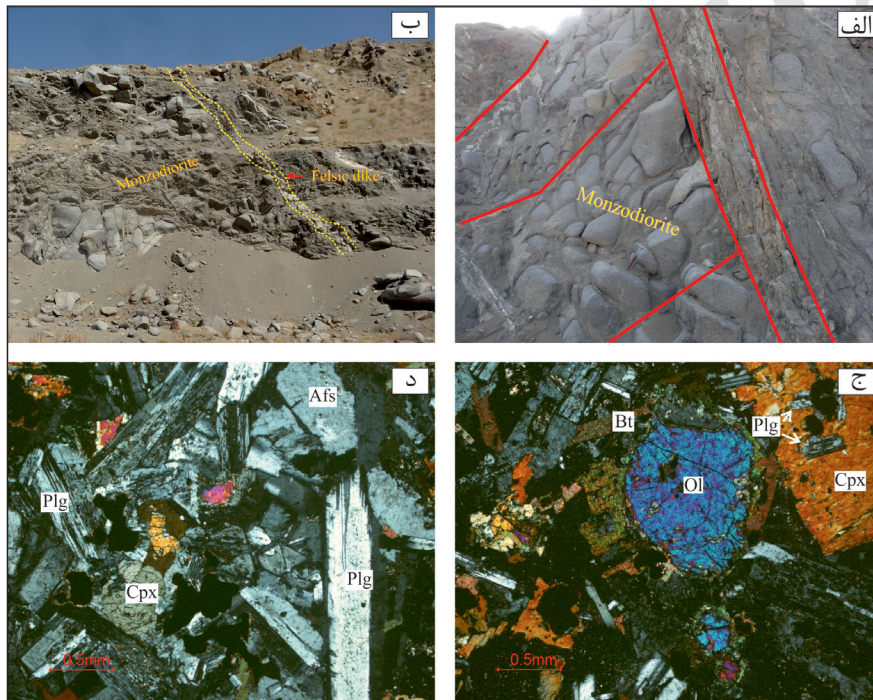 الف
Monzodiorite
ب
Monzodiorite
Felsic dike
ج
Bt
Plg
Ol
Cpx
0.5mm
د
Afs
Plg
Cpx
Plg
0.5mm